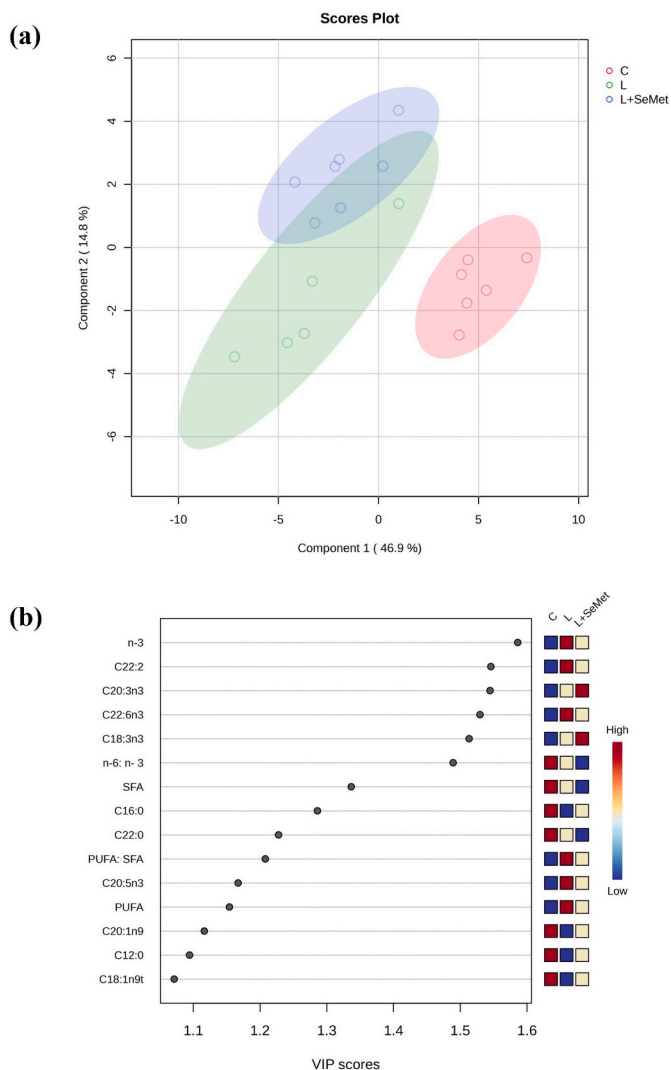 (a)
Scores Plot
C
L
L+SeMet
6
4
2
0
-2
-4
-6
Component 2 ( 14.8 %)
-10
-5
0
5
10
Component 1 ( 46.9 %)
(b)
C
L
L+SeMet
n-3
C22:2
C20:3n3
C22:6n3
C18:3n3
n-6: n- 3
SFA
C16:0
C22:0
PUFA: SFA
C20:5n3
PUFA
C20:1n9
C12:0
C18:1n9t
High
Low
1.1
1.2
1.3
1.4
1.5
1.6
VIP scores